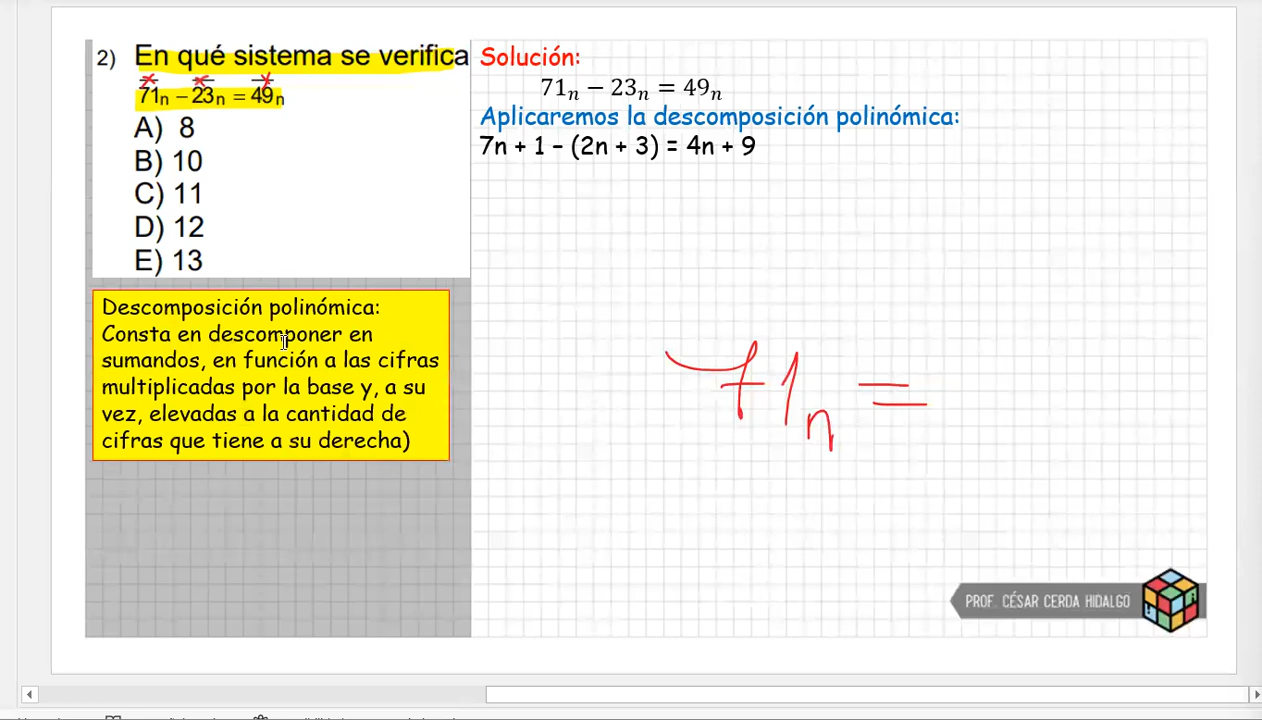 2) En qué sistema se verifica
71n − 23n = 49n
A) 8
B) 10
C) 11
D) 12
E) 13
Descomposición polinómica:
Consta en descomponer en
sumandos, en función a las cifras
multiplicadas por la base y, a su
vez, elevadas a la cantidad de
cifras que tiene a su derecha)
Solución:
71n − 23n = 49n
Aplicaremos la descomposición polinómica:
7n + 1 – (2n + 3) = 4n + 9
71n =
PROF. CÉSAR CERDA HIDALGO